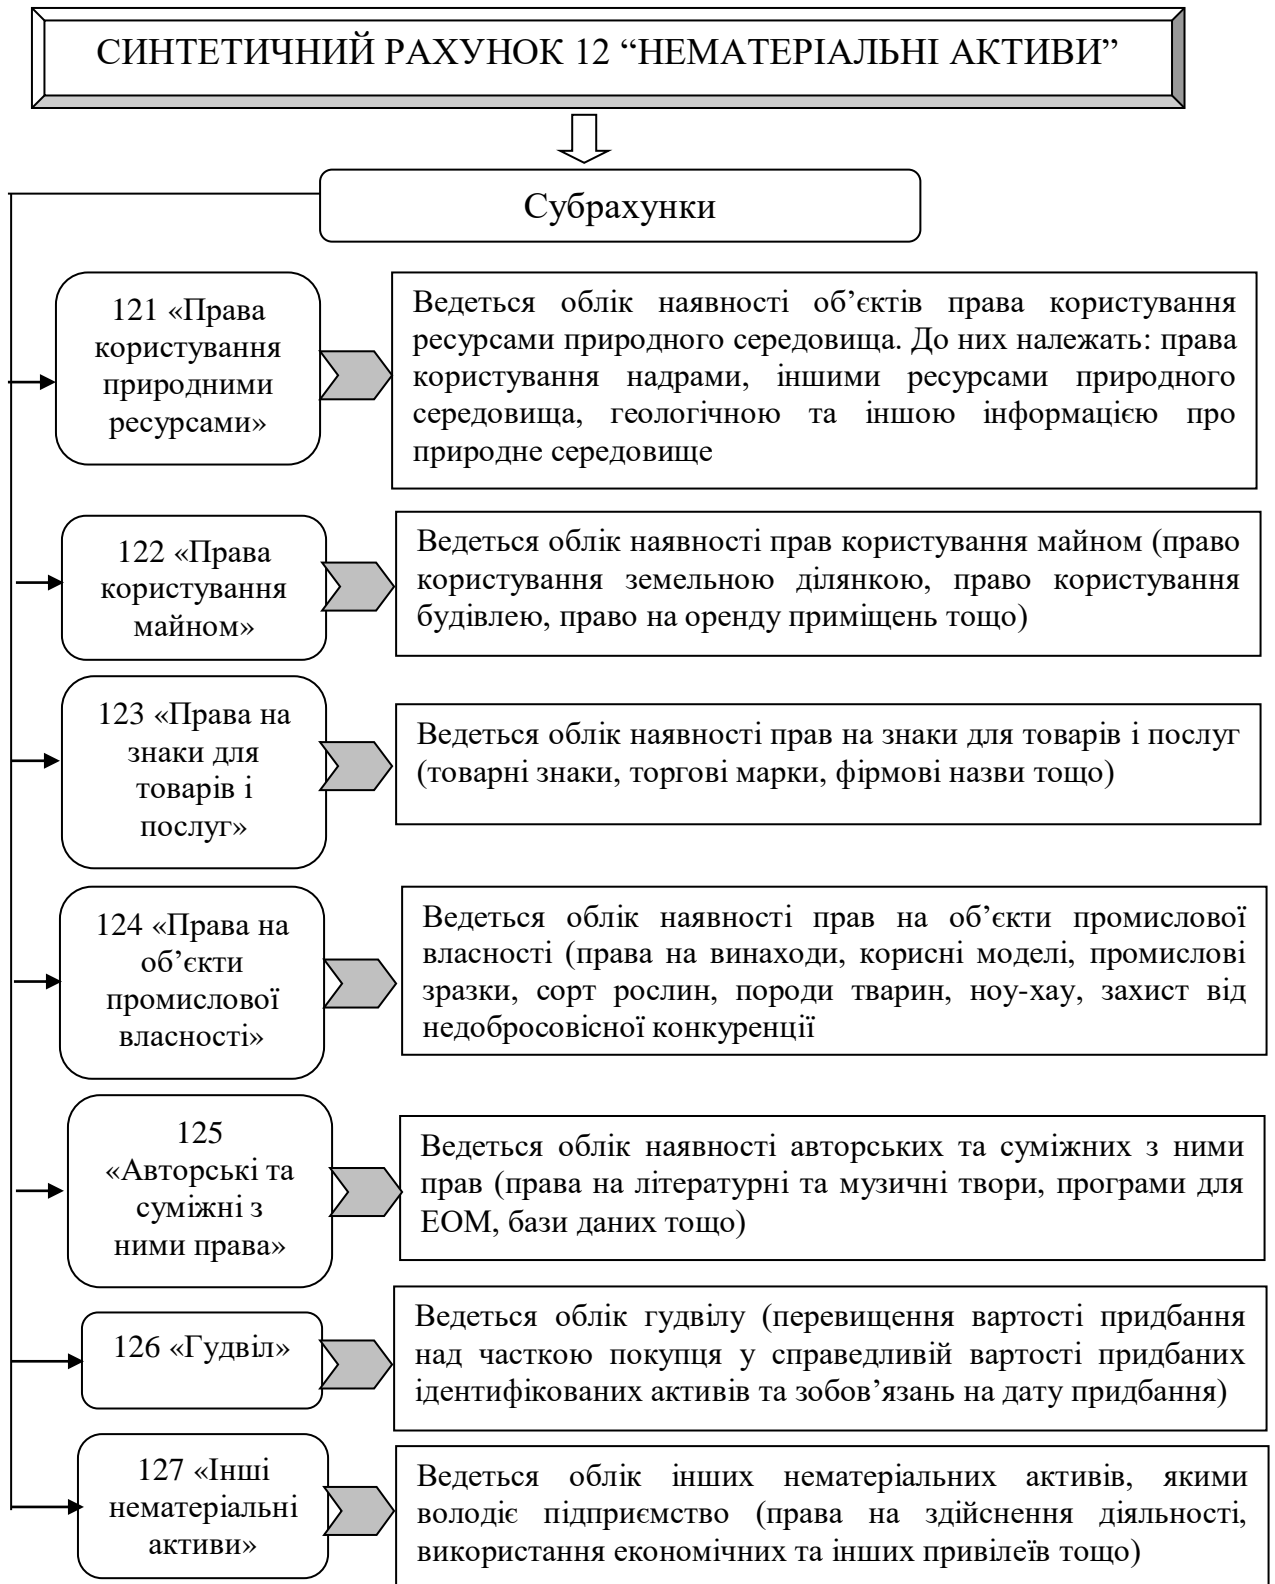 СИНТЕТИЧНИЙ РАХУНОК 12 “НЕМАТЕРІАЛЬНІ АКТИВИ”
Субрахунки
121 «Права
користування
природними
ресурсами»
Ведеться облік наявності об’єктів права користування
ресурсами природного середовища. До них належать: права
користування надрами, іншими ресурсами природного
середовища, геологічною та іншою інформацією про
природне середовище
122 «Права
користування
майном»
Ведеться облік наявності прав користування майном (право
користування земельною ділянкою, право користування
будівлею, право на оренду приміщень тощо)
123 «Права на
знаки для
товарів і
послуг»
Ведеться облік наявності прав на знаки для товарів і послуг
(товарні знаки, торгові марки, фірмові назви тощо)
124 «Права на
об’єкти
промислової
власності»
Ведеться облік наявності прав на об’єкти промислової
власності (права на винаходи, корисні моделі, промислові
зразки, сорт рослин, породи тварин, ноу-хау, захист від
недобросовісної конкуренції
125
«Авторські та
суміжні з
ними права»
Ведеться облік наявності авторських та суміжних з ними
прав (права на літературні та музичні твори, програми для
ЕОМ, бази даних тощо)
126 «Гудвіл»
Ведеться облік гудвілу (перевищення вартості придбання
над часткою покупця у справедливій вартості придбаних
ідентифікованих активів та зобов’язань на дату придбання)
127 «Інші
нематеріальні
активи»
Ведеться облік інших нематеріальних активів, якими
володіє підприємство (права на здійснення діяльності,
використання економічних та інших привілеїв тощо)